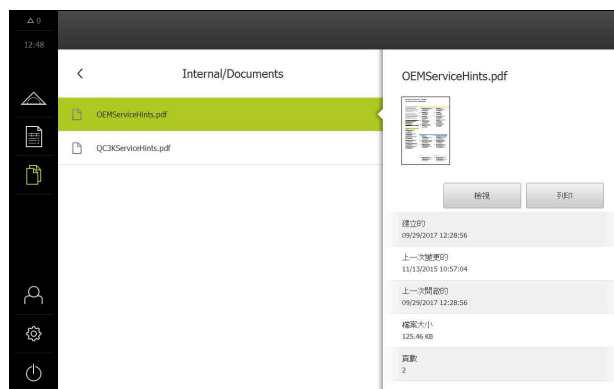 △ 0
12:48
Internal/Documents
OEMServiceHints.pdf
QC3KServiceHints.pdf
OEMServiceHints.pdf
檢視
列印
建立的
09/29/2017 12:28:56
上一次變更的
11/13/2015 10:57:04
上一次開啟的
09/29/2017 12:28:56
檔案大小
125.46 KB
頁數
2